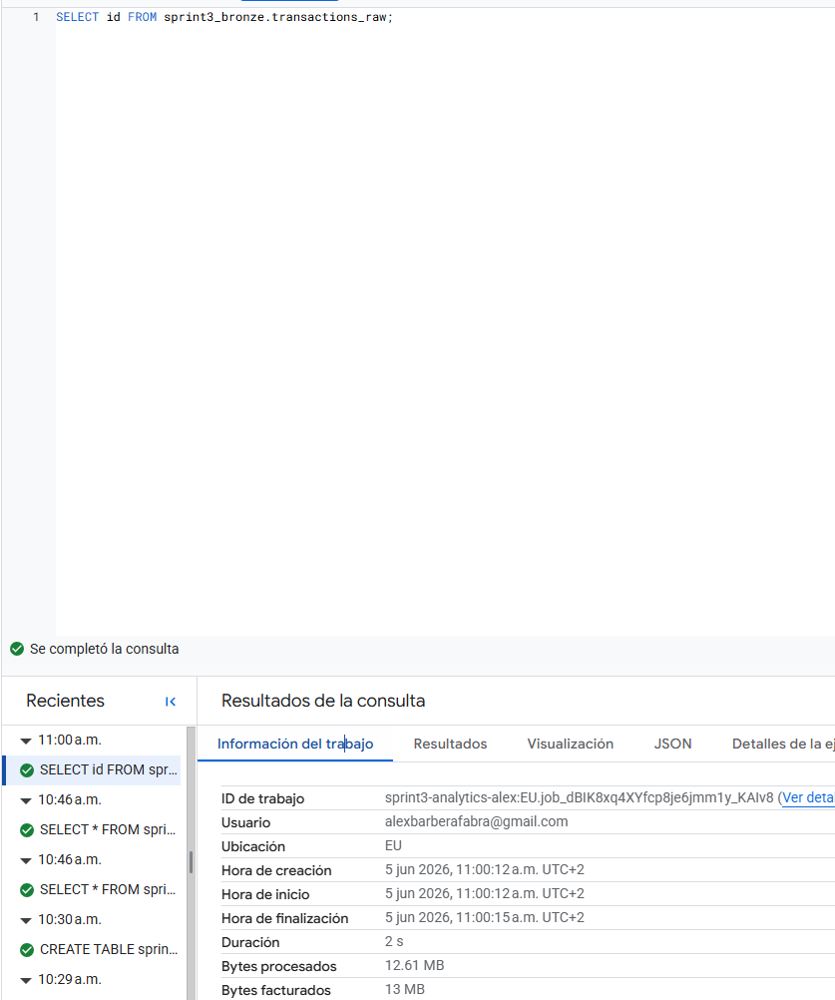 1 SELECT id FROM sprint3_bronze.transactions_raw;
Se completó la consulta
Recientes
11:00 a.m.
SELECT id FROM spr...
10:46 a.m.
SELECT * FROM spri...
10:46 a.m.
SELECT * FROM spri...
10:30 a.m.
CREATE TABLE sprin...
10:29 a.m.
Resultados de la consulta
Información del trabajo Resultados Visualización JSON Detalles de la ej
ID de trabajo sprint3-analytics-alex:EU.job_dBIK8xq4XYfcp8je6jmm1y_KAIv8 (Ver deta
Usuario alexbarberafabra@gmail.com
Ubicación EU
Hora de creación 5 jun 2026, 11:00:12 a.m. UTC+2
Hora de inicio 5 jun 2026, 11:00:12 a.m. UTC+2
Hora de finalización 5 jun 2026, 11:00:15 a.m. UTC+2
Duración 2 s
Bytes procesados 12.61 MB
Bytes facturados 13 MB